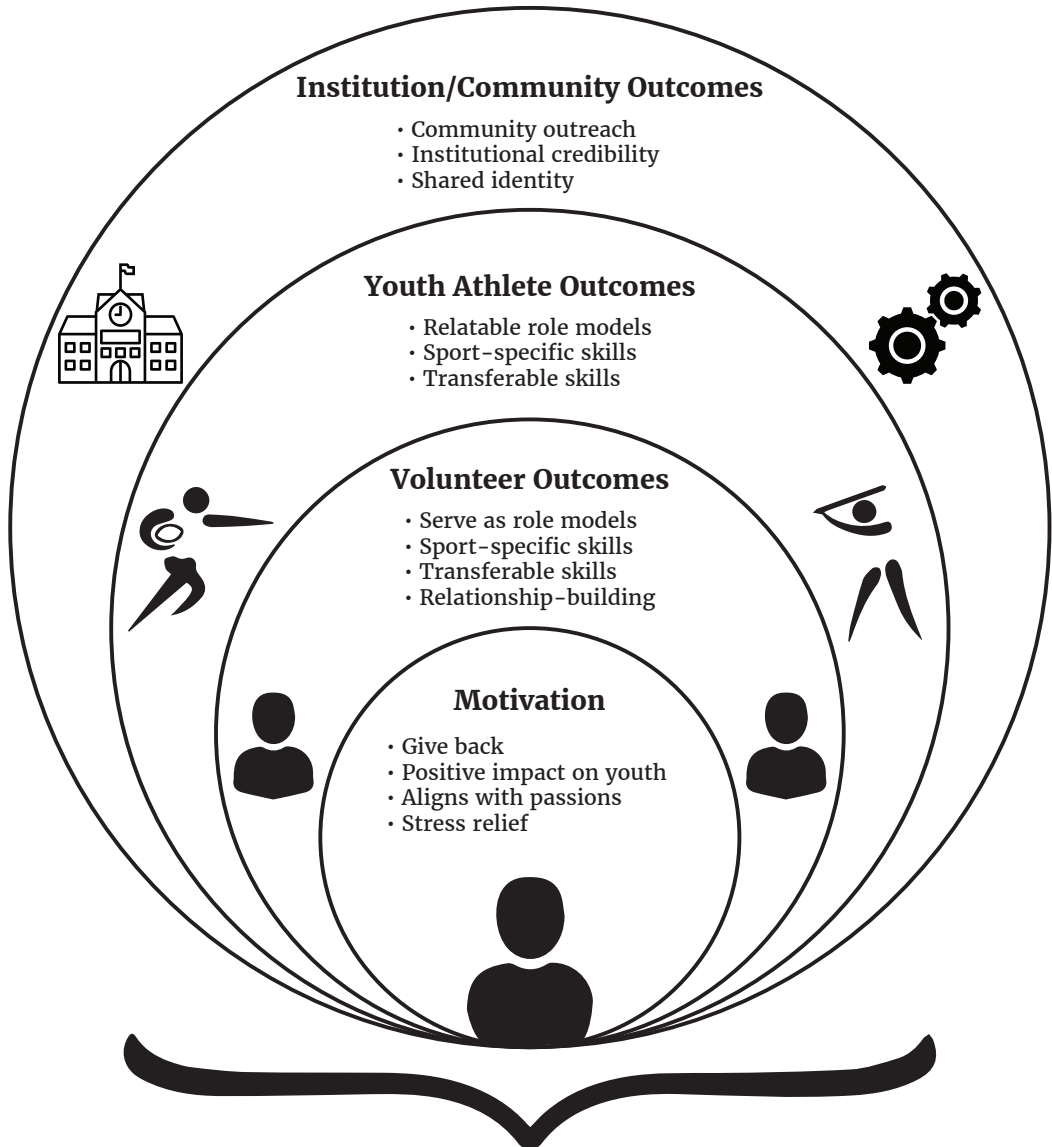 Institution/Community Outcomes
• Community outreach
• Institutional credibility
• Shared identity
Youth Athlete Outcomes
• Relatable role models
• Sport-specific skills
• Transferable skills
Volunteer Outcomes
• Serve as role models
• Sport-specific skills
• Transferable skills
• Relationship-building
Motivation
• Give back
• Positive impact on youth
• Aligns with passions
• Stress relief